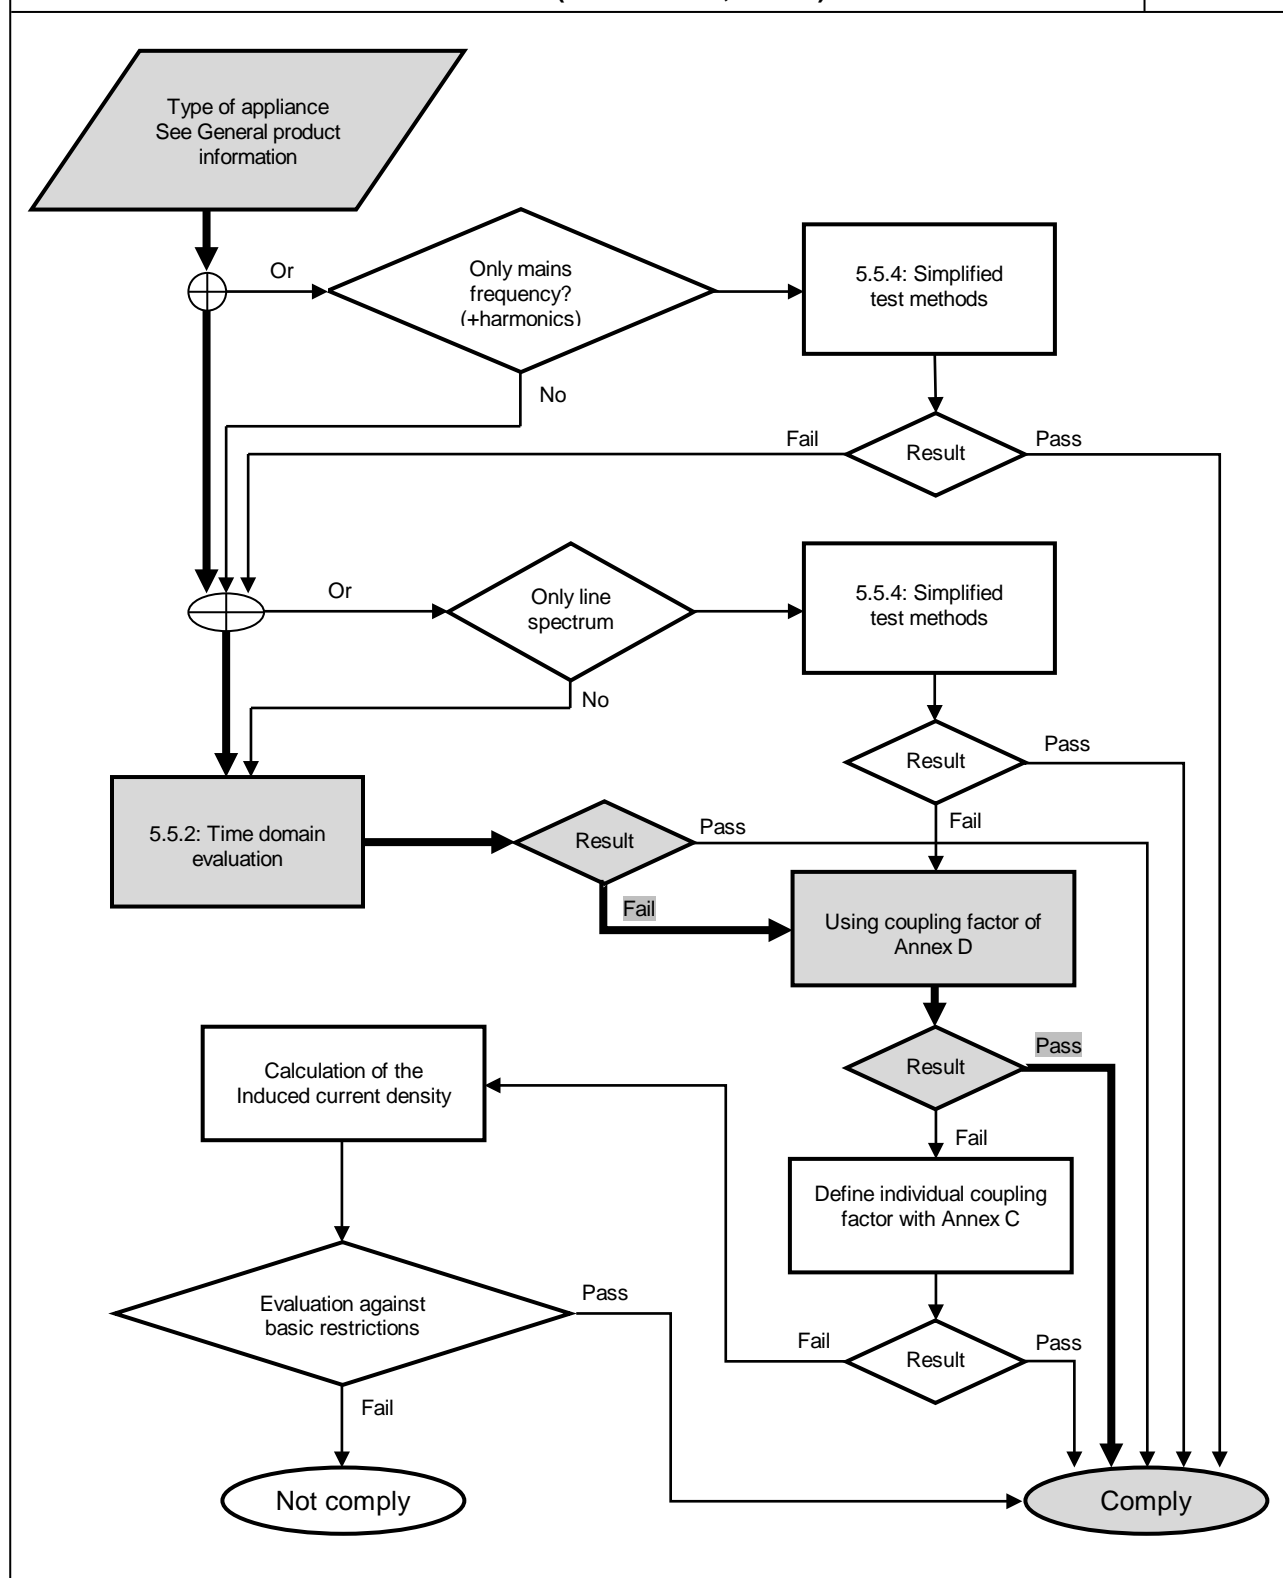 Type of appliance
See General product
information
Or
Only mains
frequency?
(+harmonics)
5.5.4: Simplified
test methods
No
Fail
Result
Pass
Or
Only line
spectrum
5.5.4: Simplified
test methods
No
Result
Pass
Fail
5.5.2: Time domain
evaluation
Result
Pass
Fail
Using coupling factor of
Annex D
Result
Pass
Fail
Calculation of the
Induced current density
Define individual coupling
factor with Annex C
Evaluation against
basic restrictions
Pass
Fail
Result
Pass
Fail
Not comply
Comply